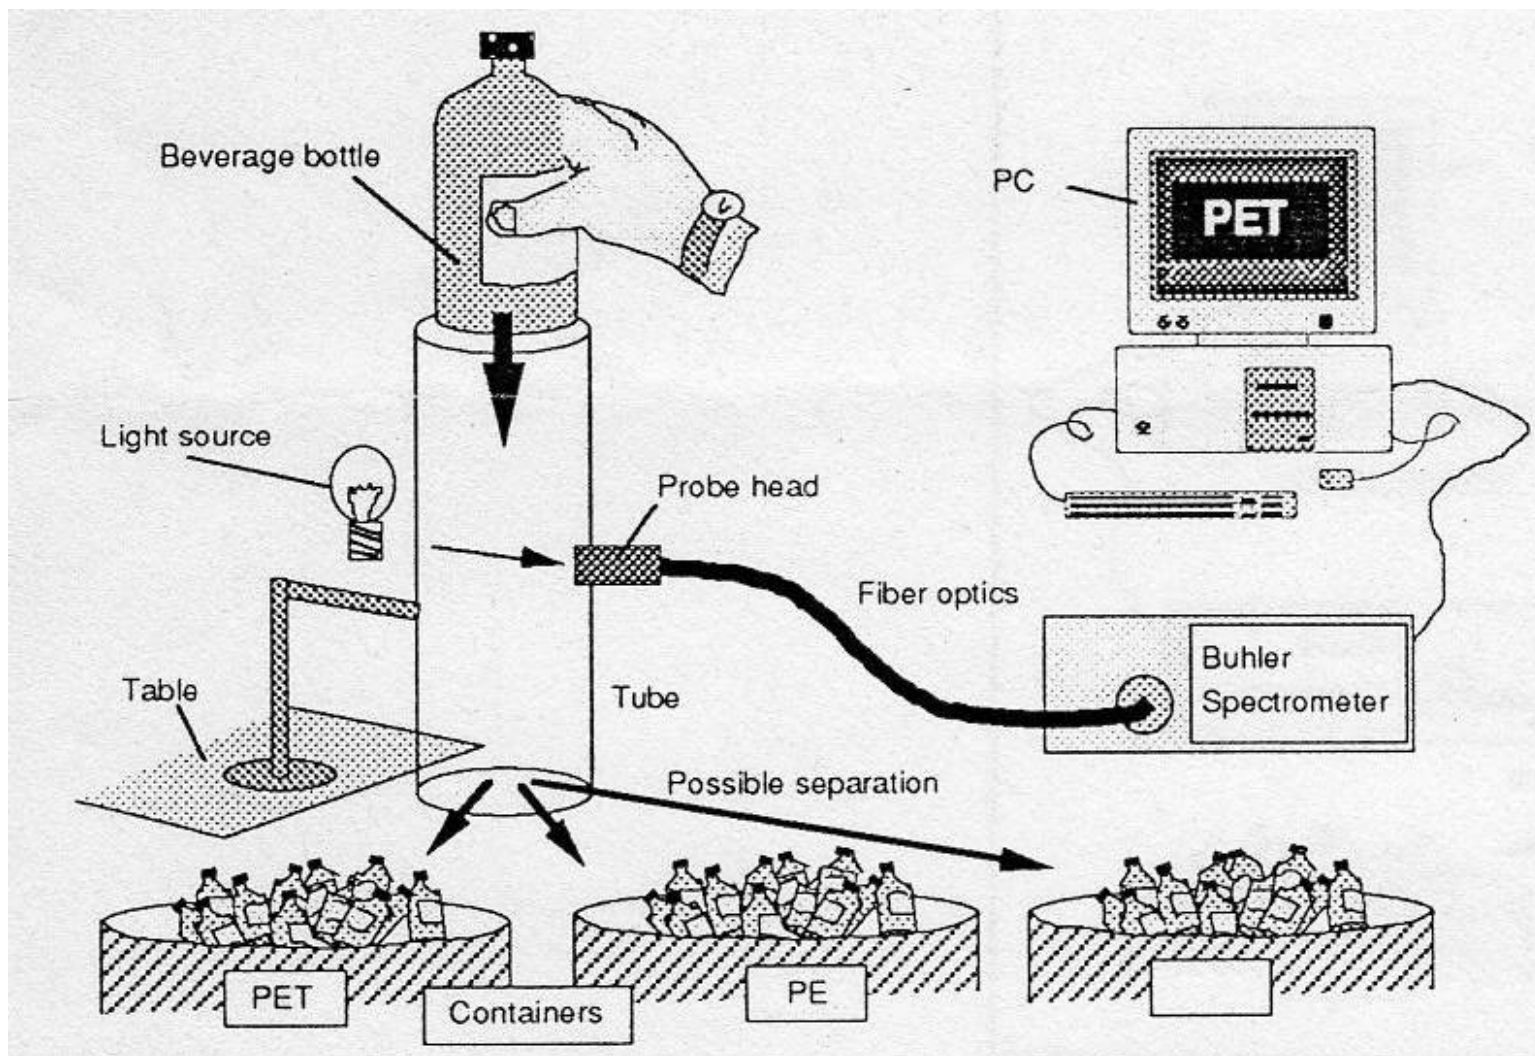 Beverage bottle
PC
PET
Light source
Probe head
Fiber optics
Buhler
Spectrometer
Table
Tube
Possible separation
PET
Containers
PE